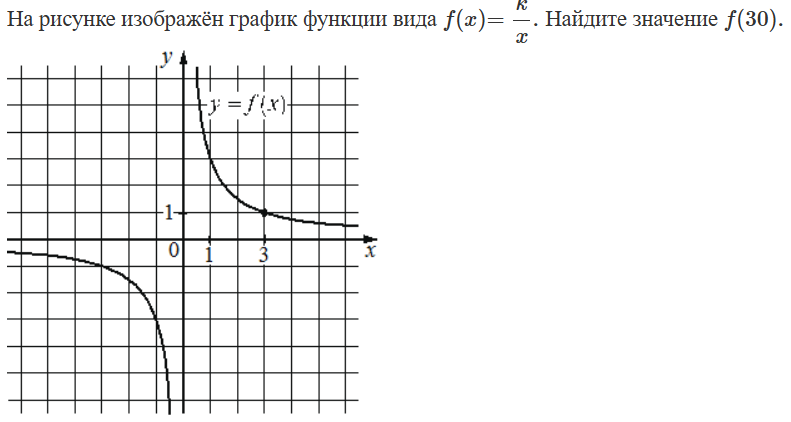 На рисунке изображён график функции вида f(x)= k/x. Найдите значение f(30).
y
y = f(x)
1
0 1 3 x